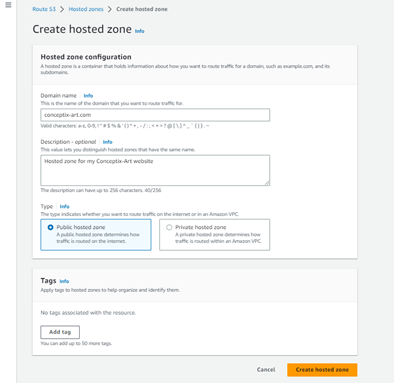 Route 53 > Hosted zones > Create hosted zone
Create hosted zone Info
Hosted zone configuration
A hosted zone is a container that holds information about how you want to route traffic for a domain, such as example.com, and its
subdomains.
Domain name Info
This is the name of the domain that you want to route traffic for.
conceptix-art.com
Valid characters: a-z, 0-9, ! " # $ % & ' ( ) * + , - / : ; < = > ? @ [ \ ] ^ _ ` { | } . ~
Description - optional Info
This value lets you distinguish hosted zones that have the same name.
Hosted zone for my Conceptix-Art website
The description can have up to 256 characters. 40/256
Type Info
The type indicates whether you want to route traffic on the internet or in an Amazon VPC.
Public hosted zone
A public hosted zone determines how
traffic is routed on the internet.
Private hosted zone
A private hosted zone determines how
traffic is routed within an Amazon VPC.
Tags Info
Apply tags to hosted zones to help organize and identify them.
No tags associated with the resource.
Add tag
You can add up to 50 more tags.
Cancel
Create hosted zone